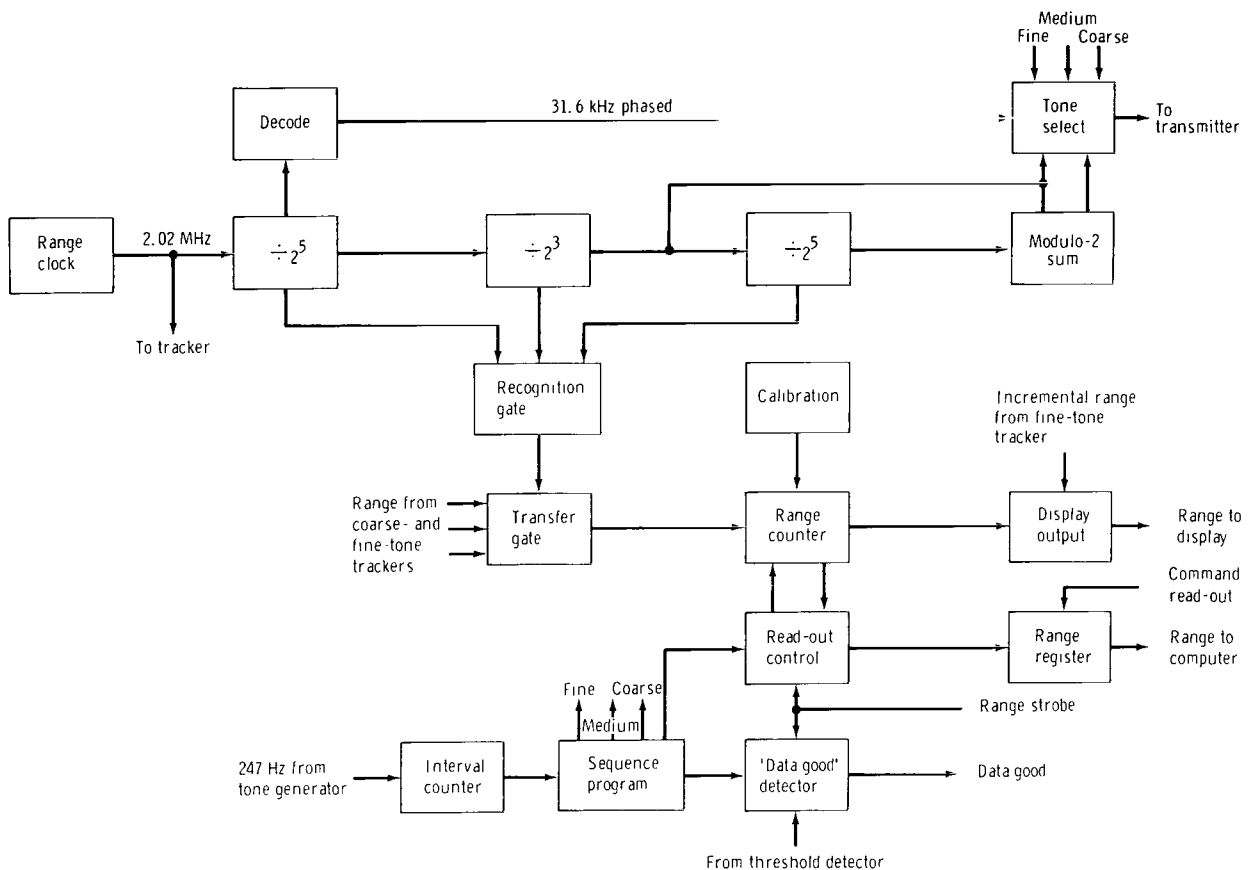 Medium
Fine Coarse
Decode
31.6 kHz phased
Tone
select
To
transmitter
Range
clock
2.02 MHz
÷2⁵
÷2³
÷2⁵
Modulo-2
sum
To tracker
Recognition
gate
Calibration
Incremental range
from fine-tone
tracker
Range from
coarse- and
fine-tone
trackers
Transfer
gate
Range
counter
Display
output
Range to
display
Command
read-out
Read-out
control
Range
register
Range to
computer
Fine Coarse
Medium
Range strobe
247 Hz from
tone generator
Interval
counter
Sequence
program
'Data good"
detector
Data good
From threshold detector